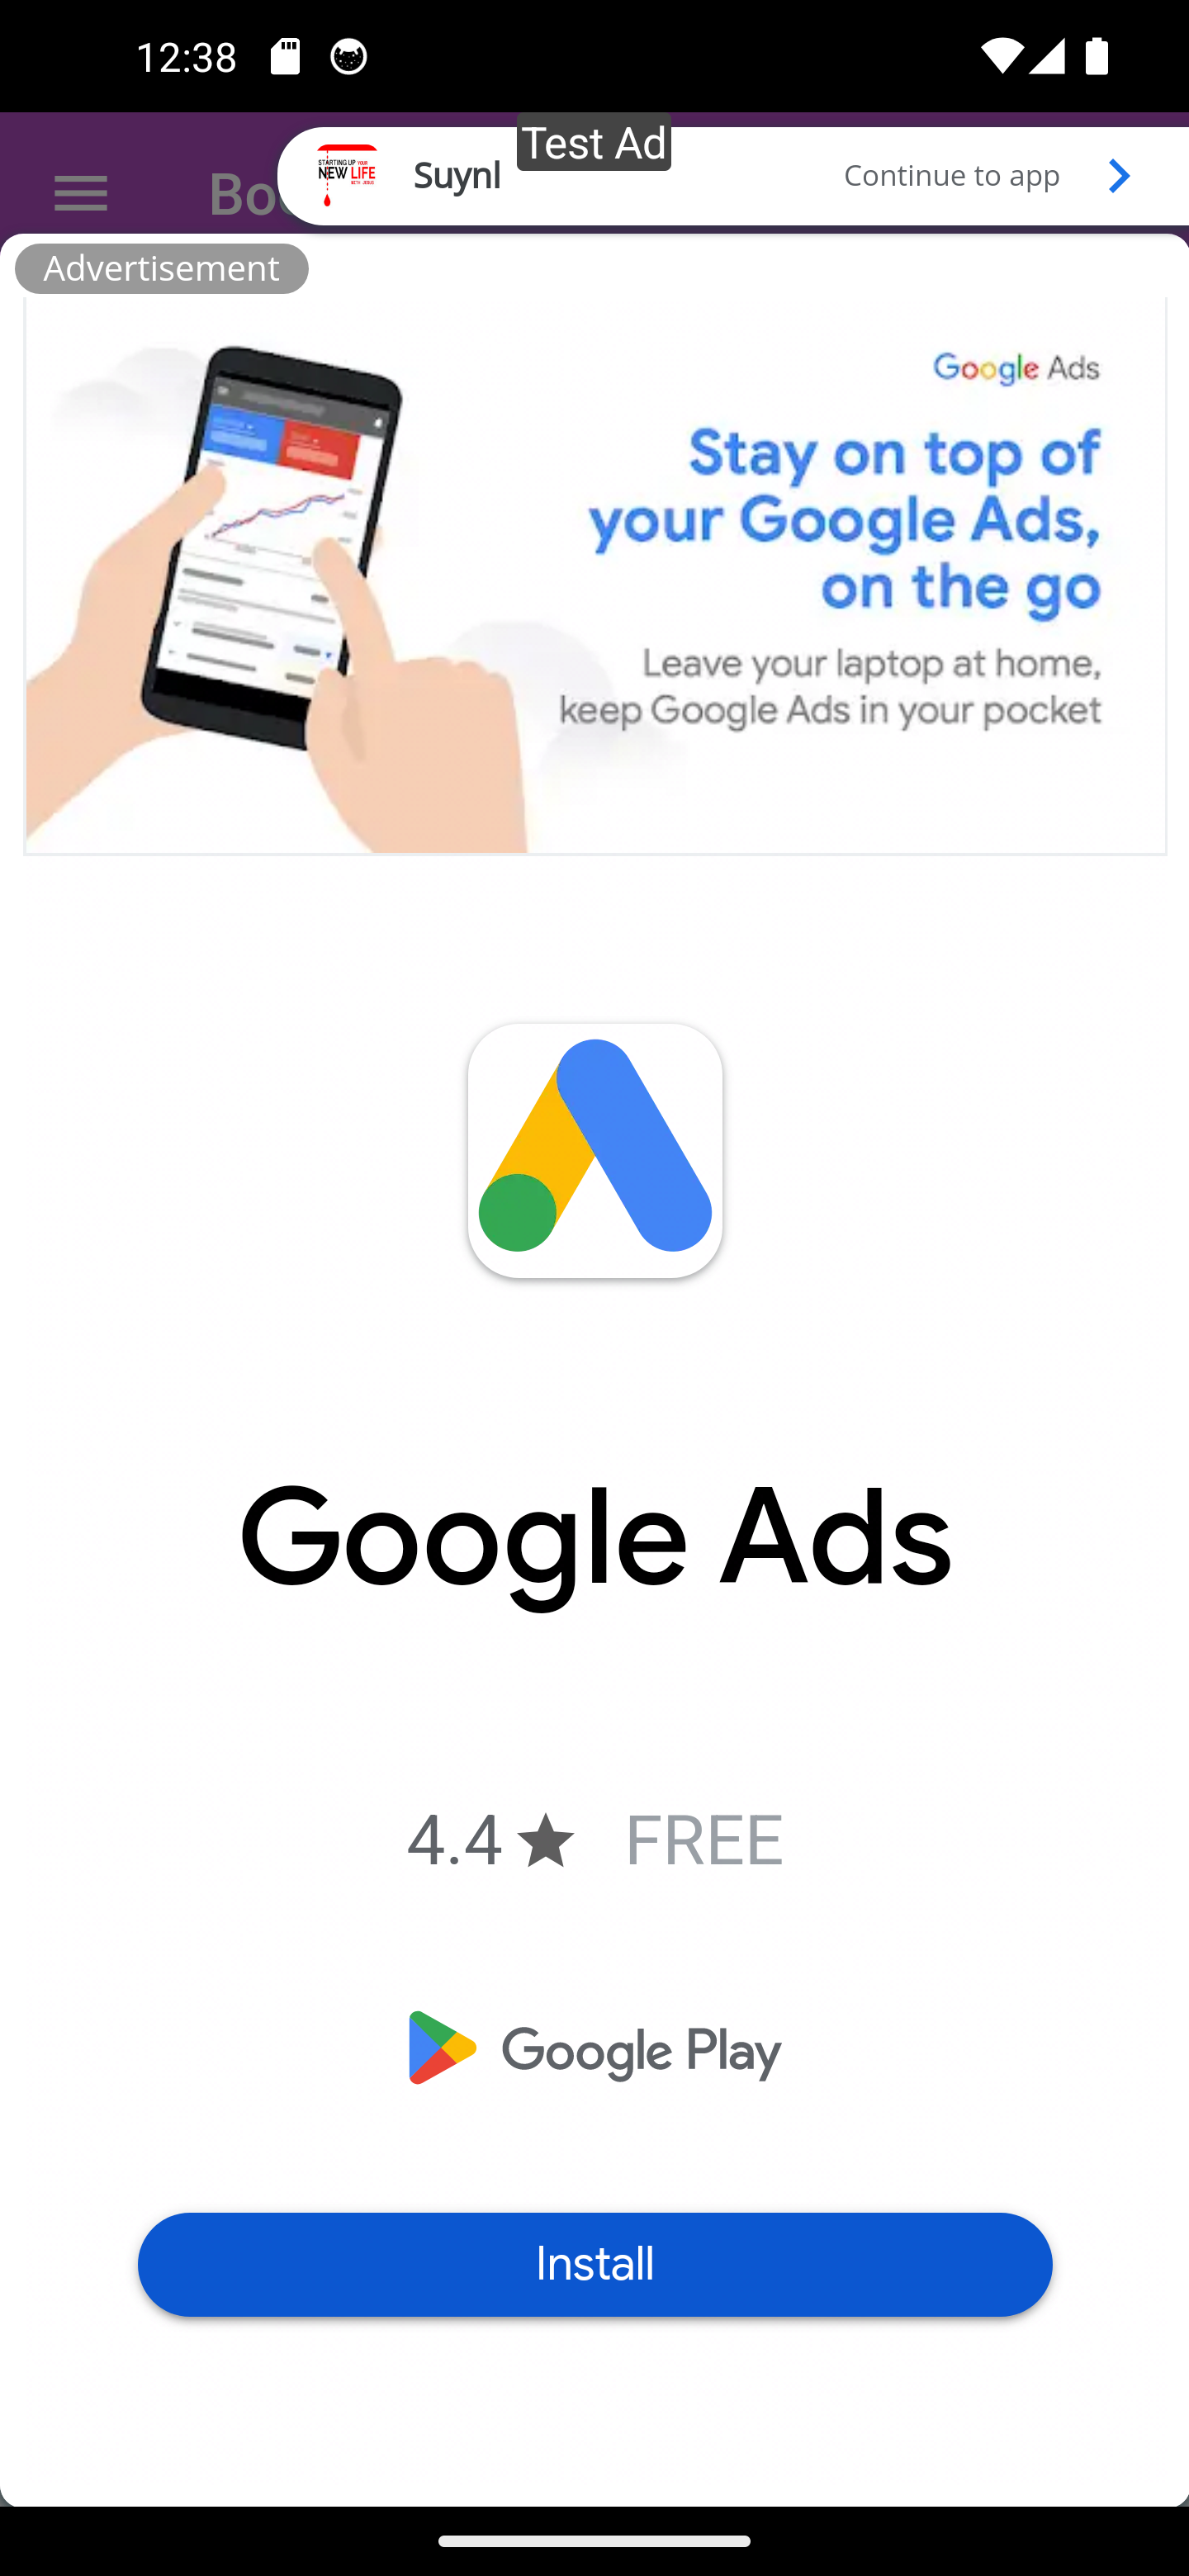 12:38
Test Ad
Bo
STARTING UP YOUR
NEW LIFE
WITH JESUS
Suynl
Continue to app
Advertisement
Google Ads
Stay on top of
your Google Ads,
on the go
Leave your laptop at home,
keep Google Ads in your pocket
Google Ads
4.4 FREE
Google Play
Install